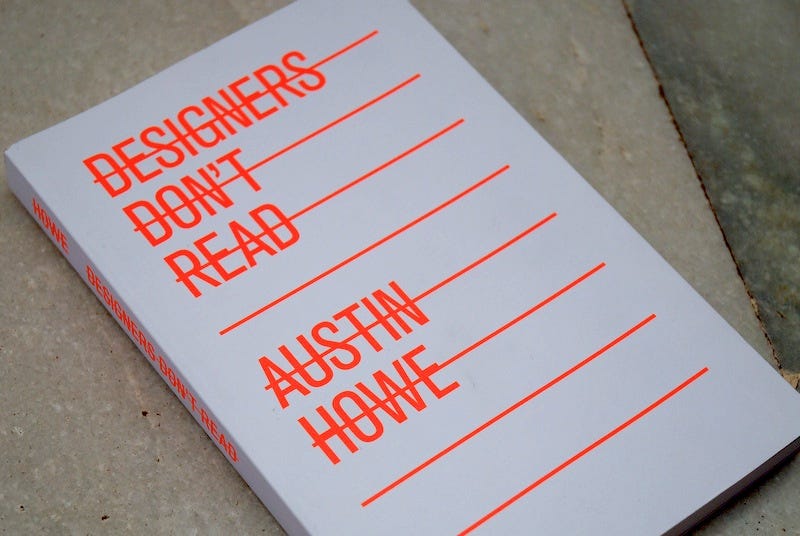 DESIGNERS
DON'T
READ
AUSTIN
HOWE
HOWE DESIGNERS DON'T READ